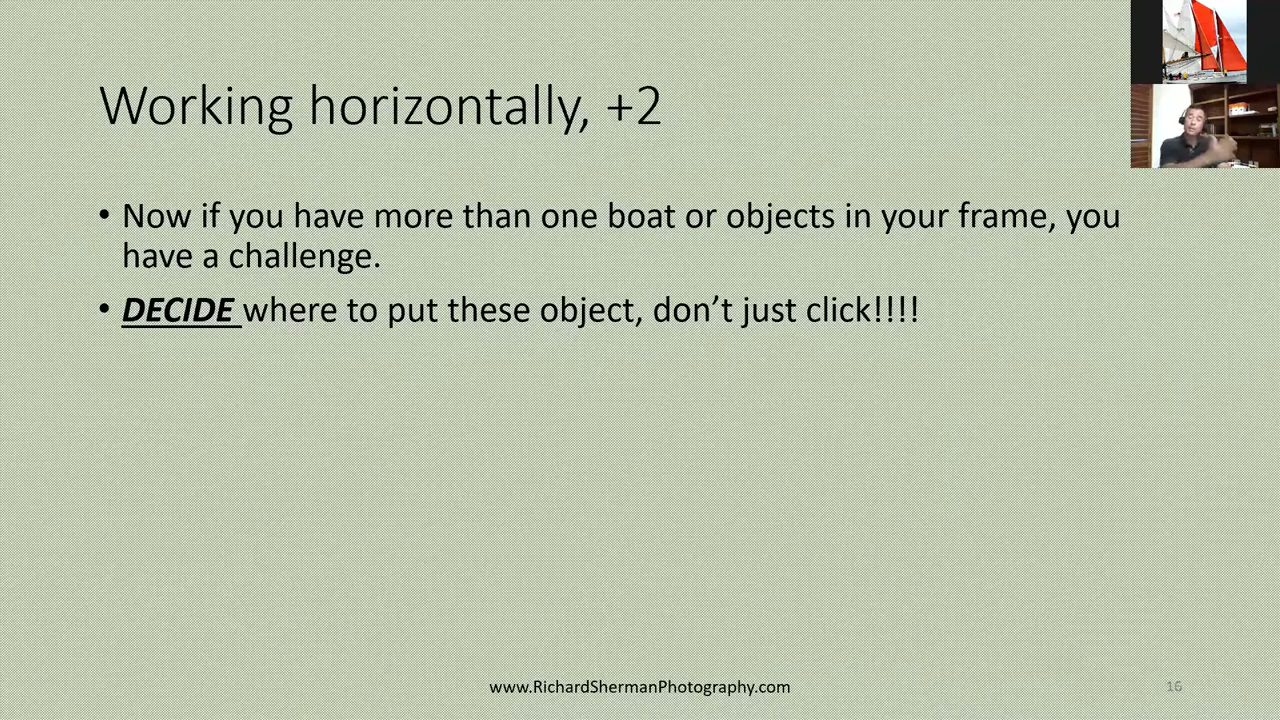 Working horizontally, +2
• Now if you have more than one boat or objects in your frame, you
have a challenge.
• DECIDE where to put these object, don’t just click!!!!
www.RichardShermanPhotography.com
16